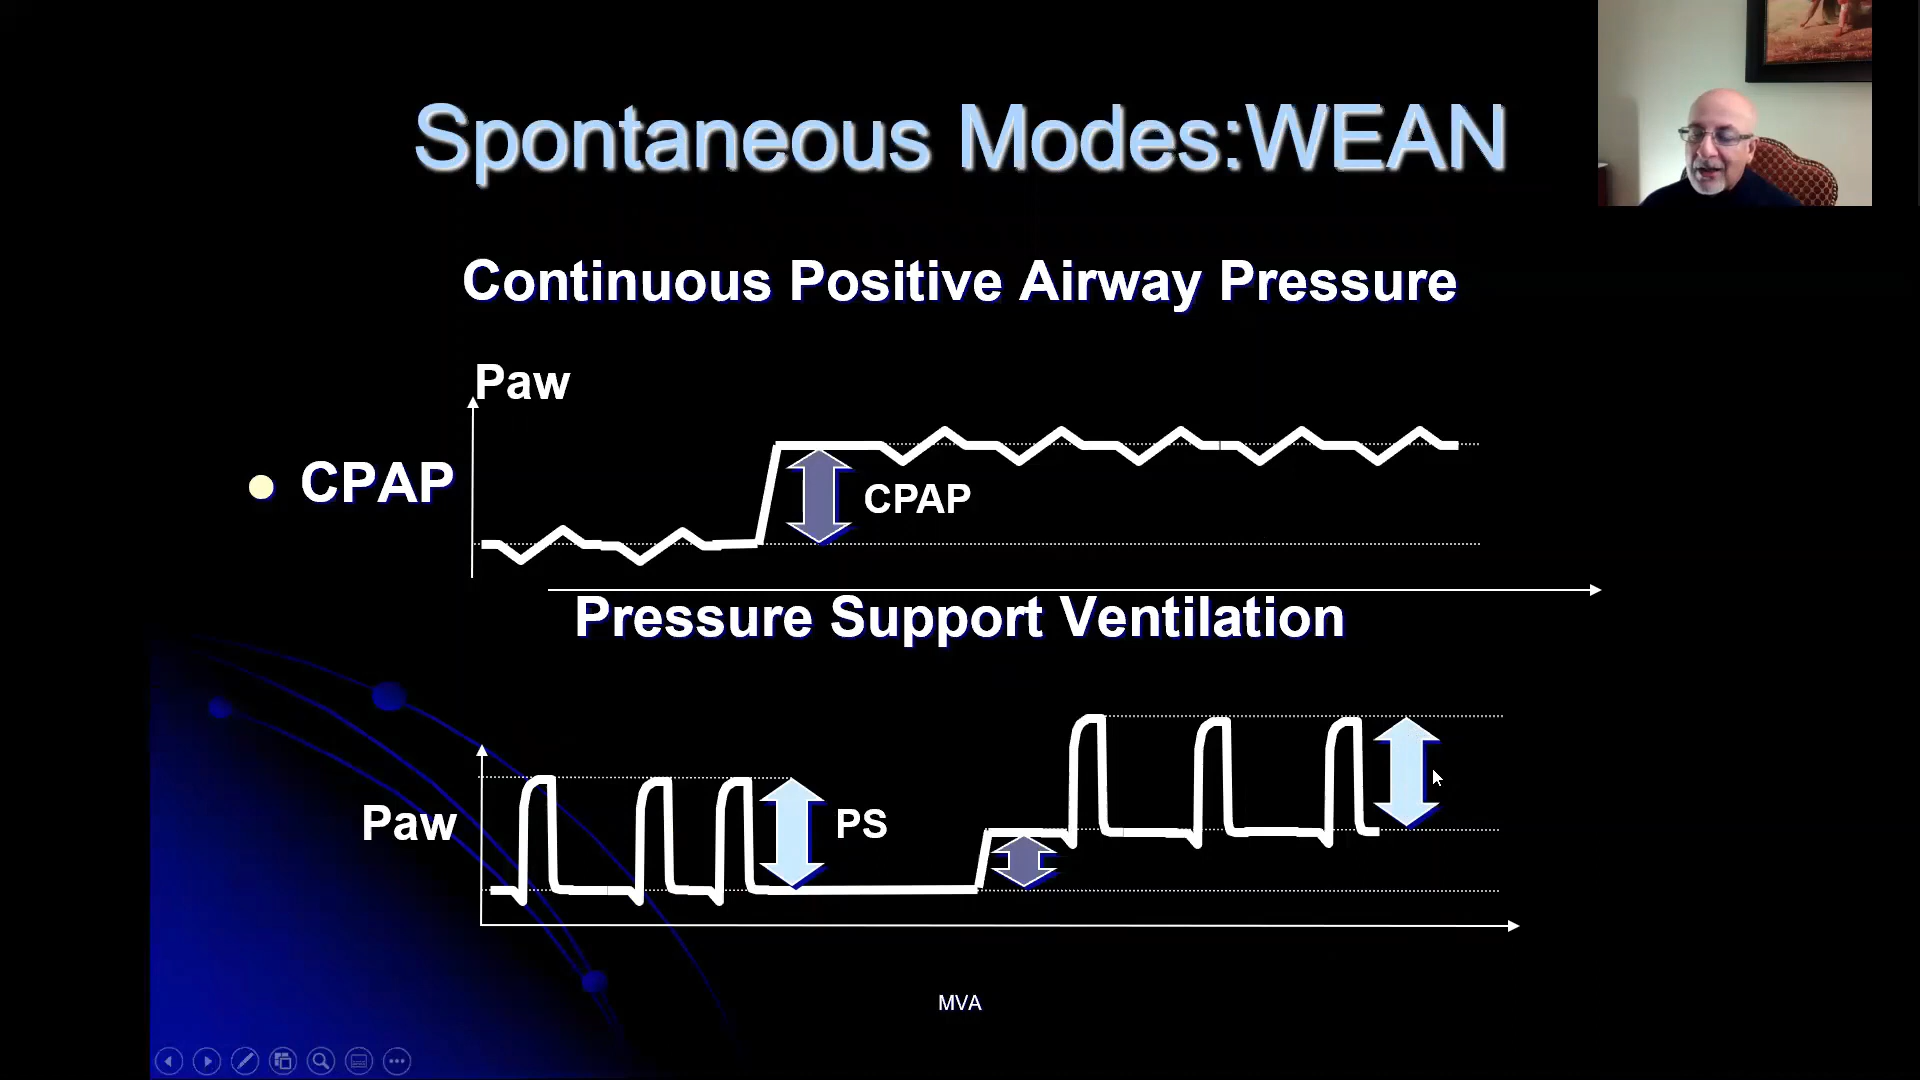 Spontaneous Modes:WEAN
Continuous Positive Airway Pressure
Paw
CPAP
CPAP
Pressure Support Ventilation
Paw
PS
MVA